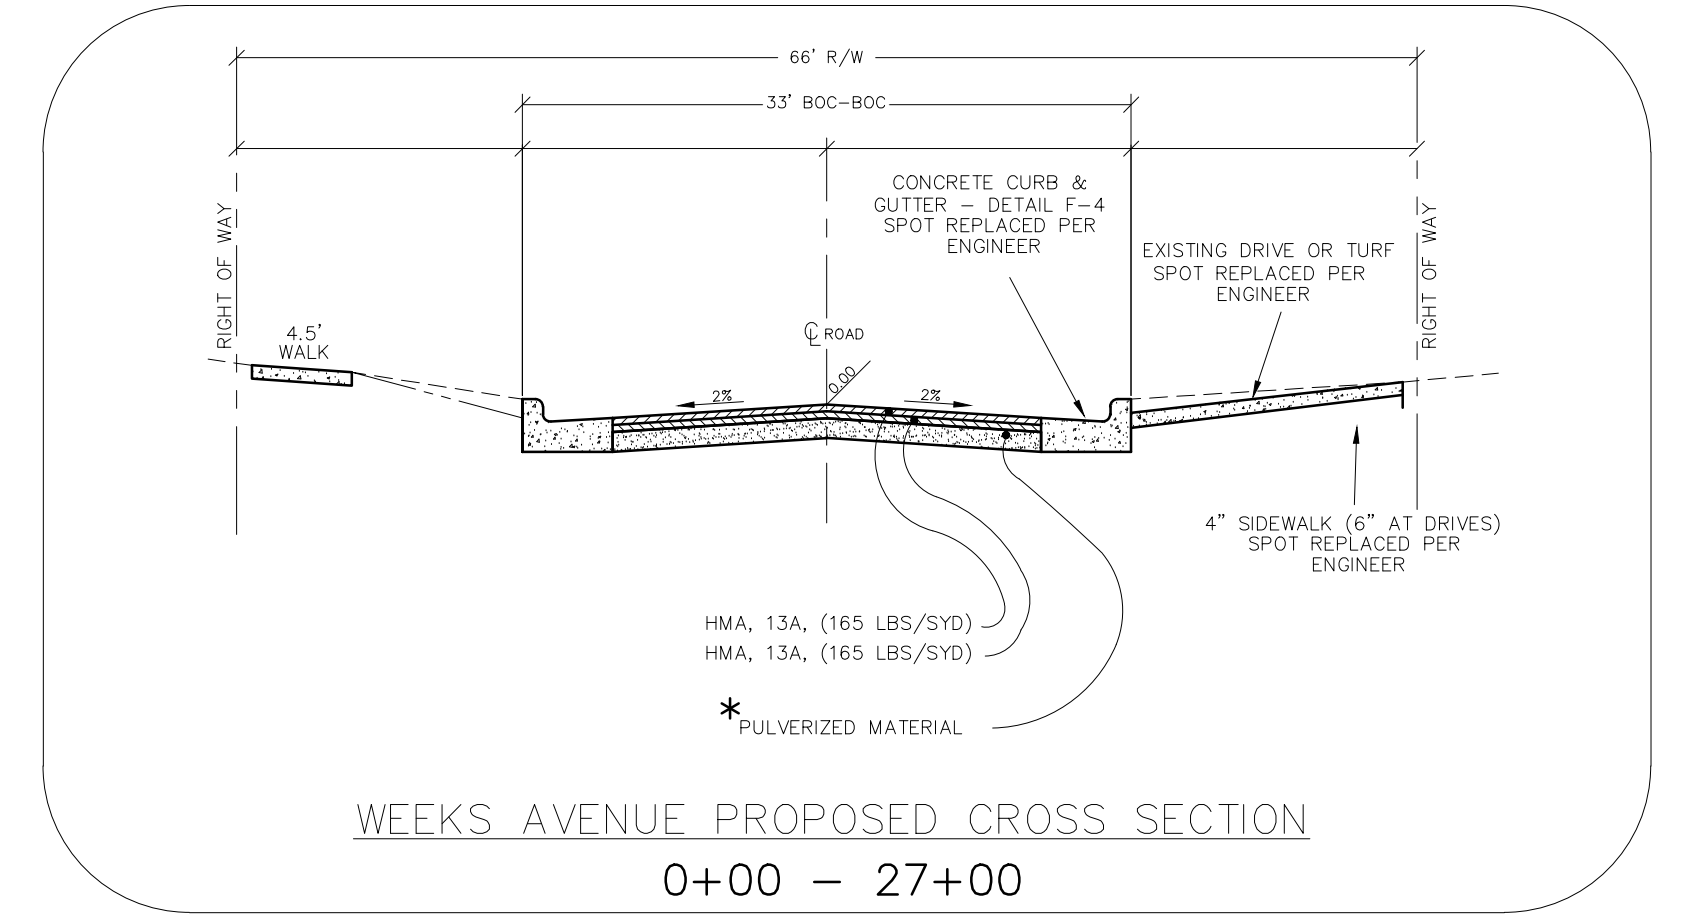 66' R/W
33' BOC-BOC
CONCRETE CURB &
GUTTER - DETAIL F-4
SPOT REPLACED PER
ENGINEER
EXISTING DRIVE OR TURF
SPOT REPLACED PER
ENGINEER
RIGHT OF WAY
RIGHT OF WAY
4.5'
WALK
℄ ROAD
0.00
2%
2%
4" SIDEWALK (6" AT DRIVES)
SPOT REPLACED PER
ENGINEER
HMA, 13A, (165 LBS/SYD)
HMA, 13A, (165 LBS/SYD)
*PULVERIZED MATERIAL
WEEKS AVENUE PROPOSED CROSS SECTION
0+00 - 27+00